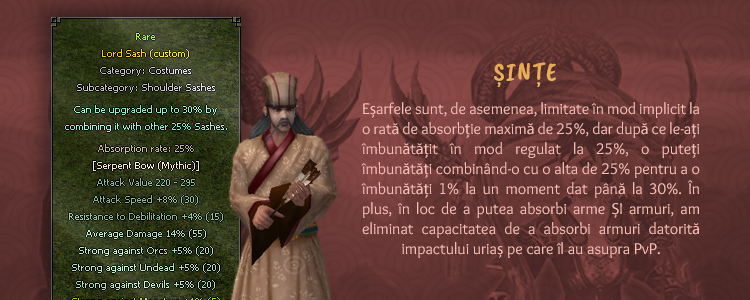 Rare
Lord Sash (custom)
Category: Costumes
Subcategory: Shoulder Sashes
Can be upgraded up to 30% by
combining it with other 25% Sashes.
Absorption rate: 25%
[Serpent Bow (Mythic)]
Attack Value 220 - 295
Attack Speed +8% (30)
Resistance to Debilitation +4% (15)
Average Damage 14% (55)
Strong against Orcs +5% (20)
Strong against Undead +5% (20)
Strong against Devils +5% (20)
ȘINȚE
Eșarfele sunt, de asemenea, limitate în mod implicit la
o rată de absorbție maximă de 25%, dar după ce le-ați
îmbunătățit în mod regulat la 25%, o puteți
îmbunătăți combinând-o cu o alta de 25% pentru a o
îmbunătăți 1% la un moment dat până la 30%. În
plus, în loc de a putea absorbi arme ȘI armuri, am
eliminat capacitatea de a absorbi armuri datorită
impactului uriaș pe care îl au asupra PvP.